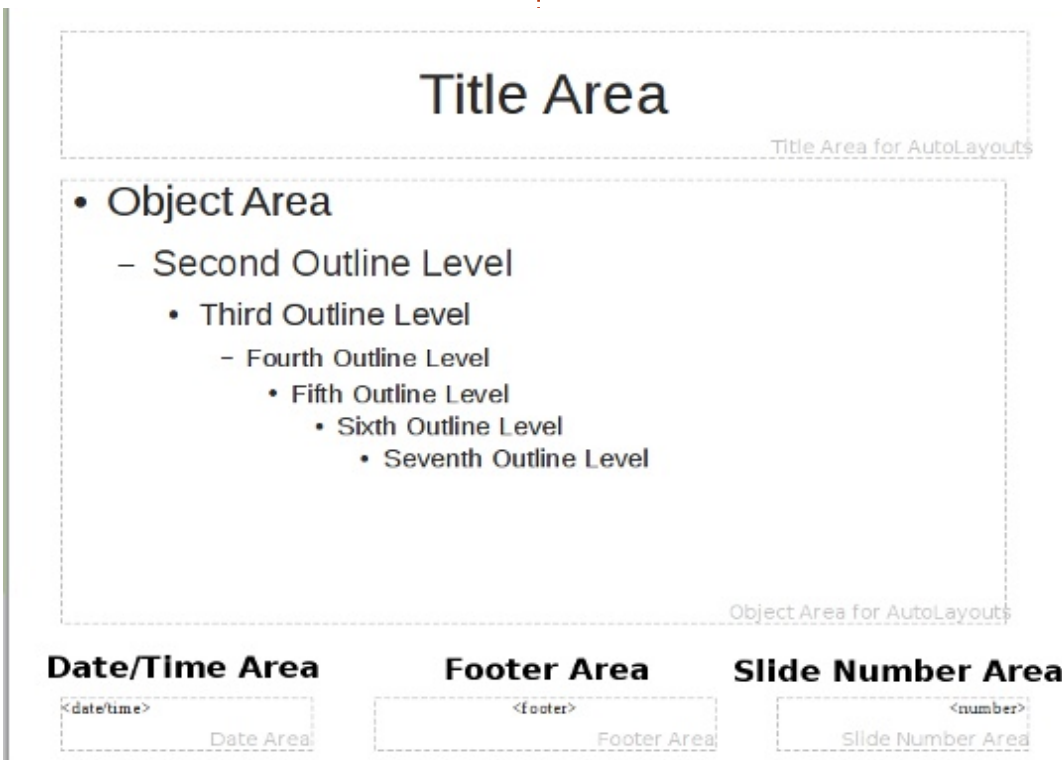 Title Area
Title Area for AutoLayouts
• Object Area
– Second Outline Level
• Third Outline Level
– Fourth Outline Level
• Fifth Outline Level
• Sixth Outline Level
• Seventh Outline Level
Object Area for AutoLayouts
Date/Time Area
Footer Area
Slide Number Area
<date/time>
<footer>
<number>
Date Area
Footer Area
Slide Number Area